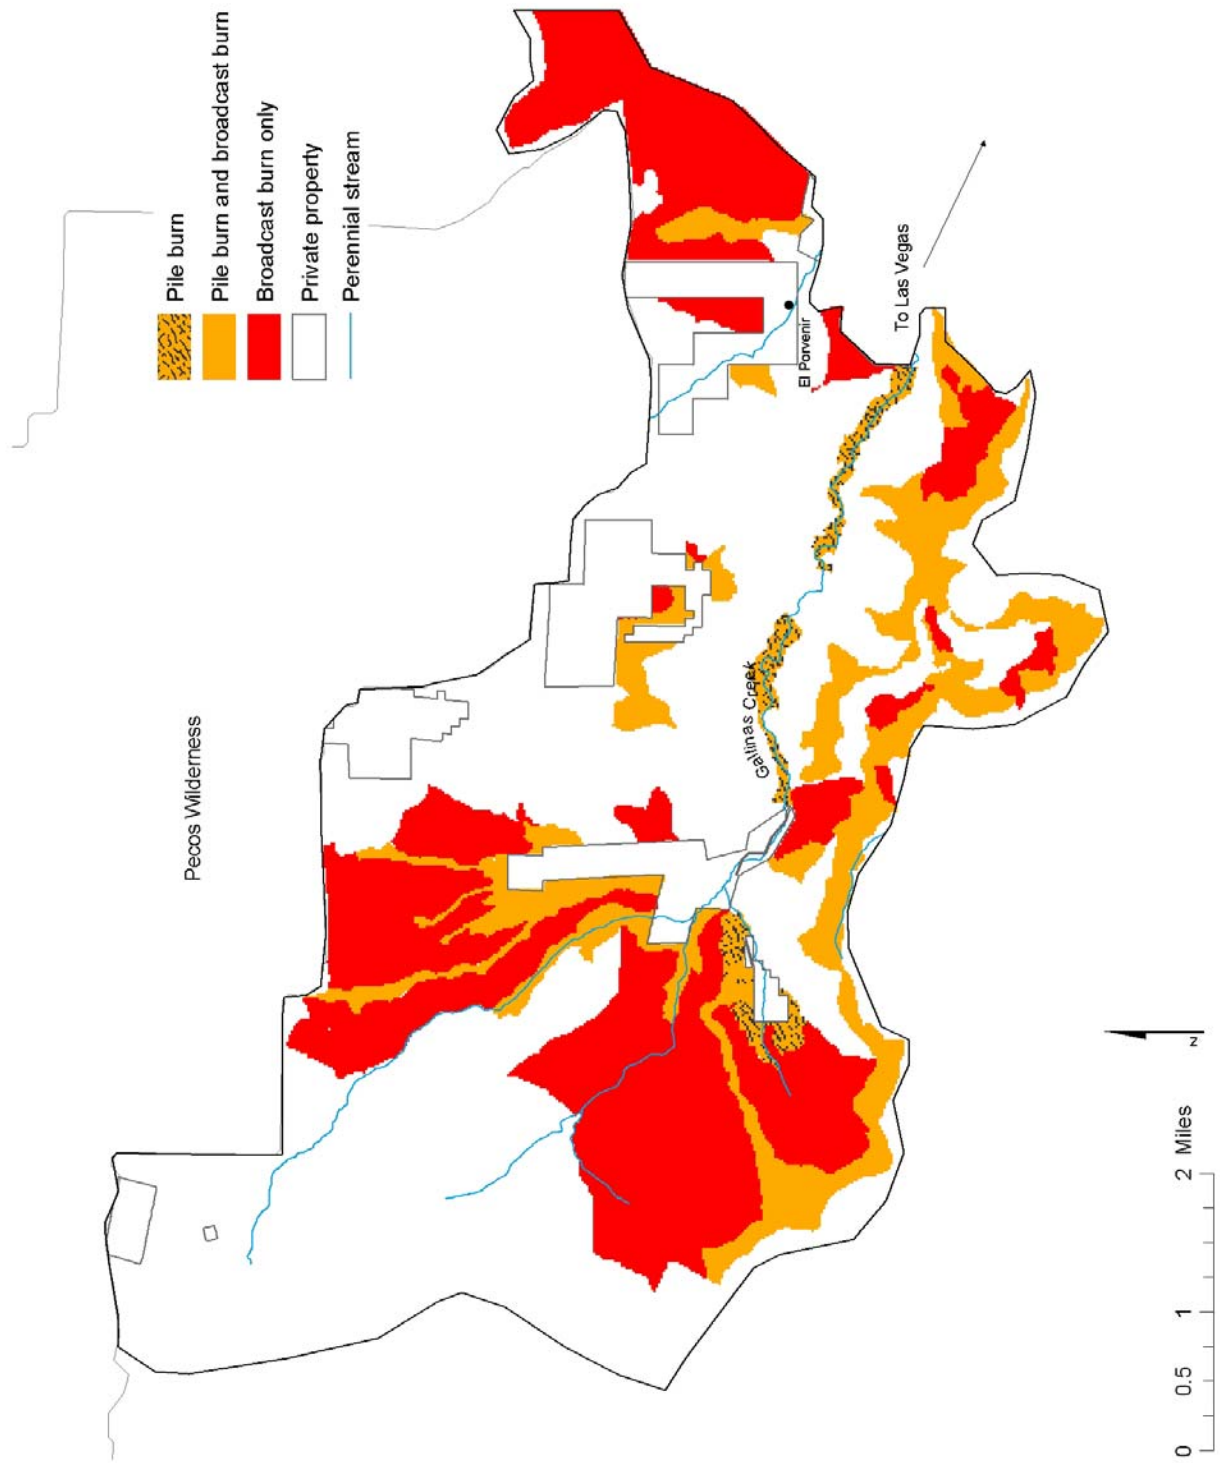 Pile burn
Pile burn and broadcast burn
Broadcast burn only
Private property
Perennial stream
Pecos Wilderness
Gallinas Creek
El Porvenir
To Las Vegas
N
0 0.5 1 2 Miles